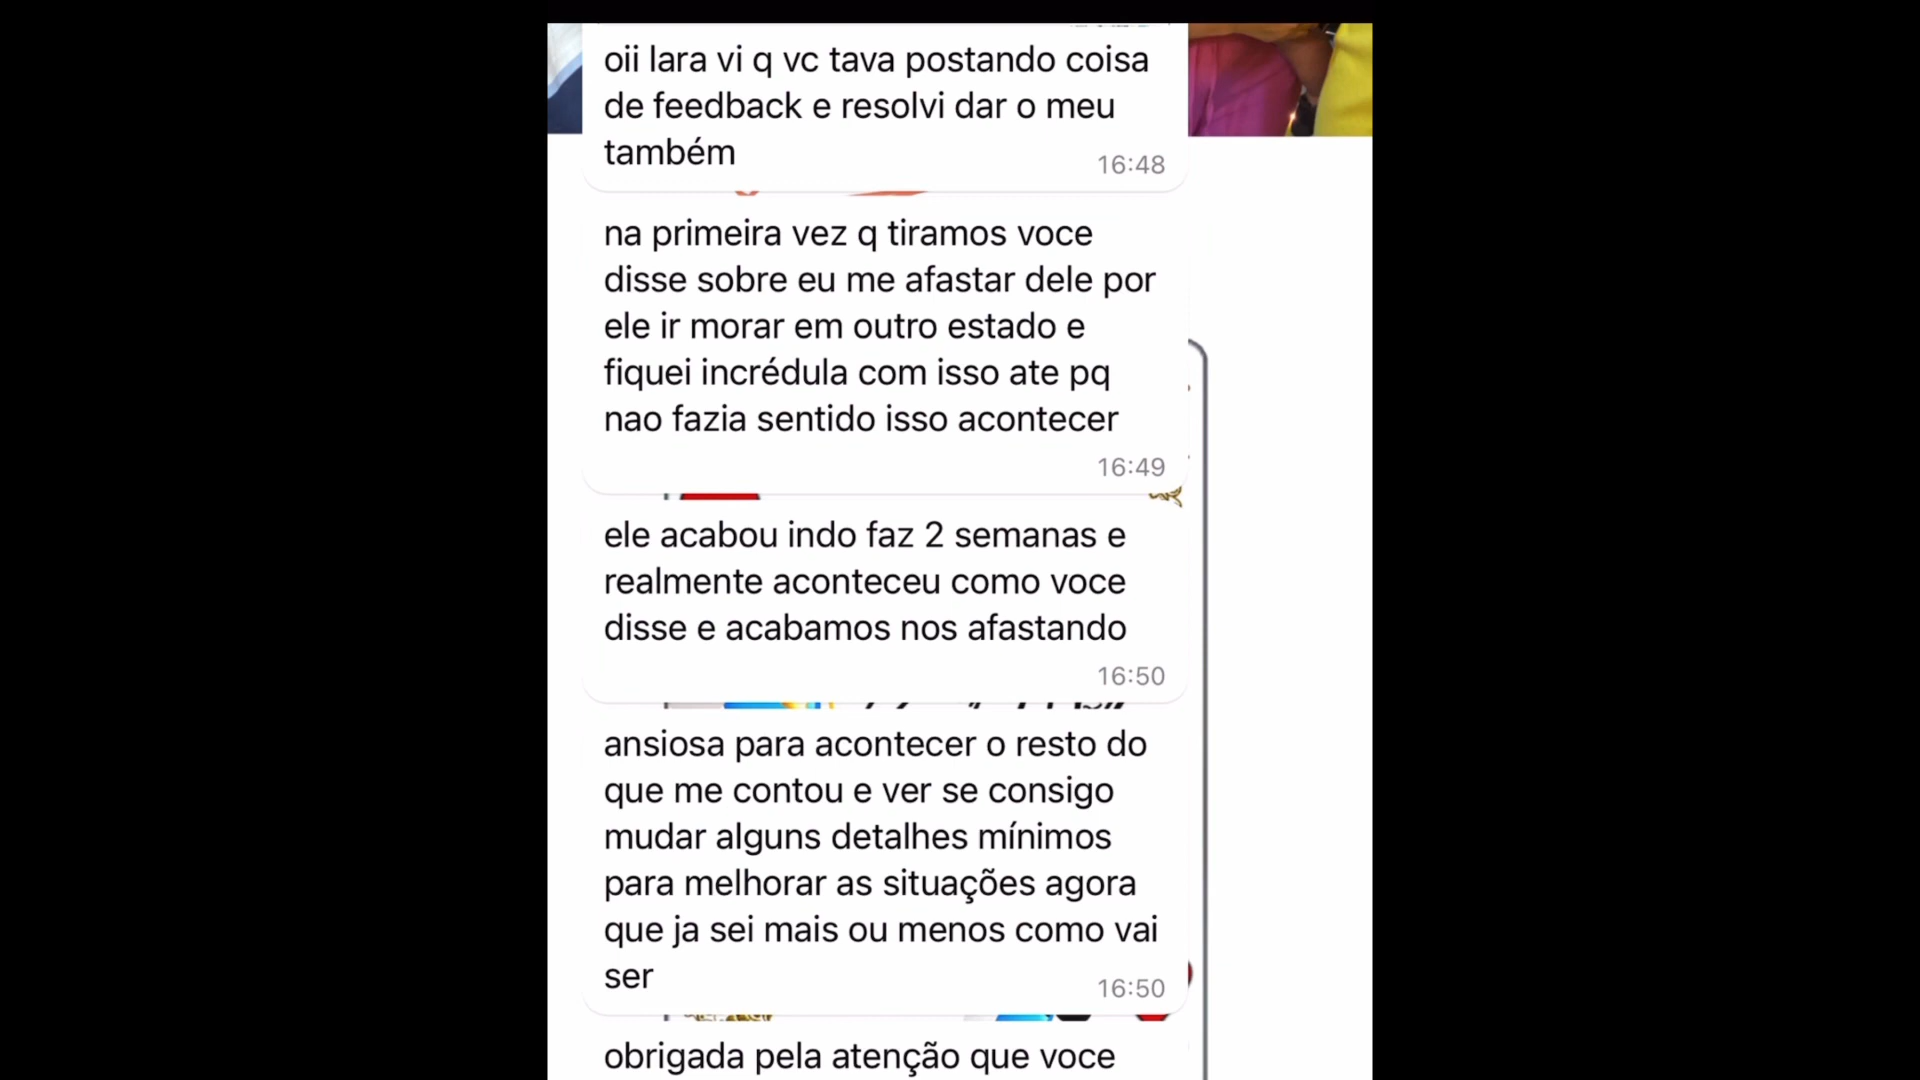 oii lara vi q vc tava postando coisa
de feedback e resolvi dar o meu
também
16:48
na primeira vez q tiramos voce
disse sobre eu me afastar dele por
ele ir morar em outro estado e
fiquei incrédula com isso ate pq
nao fazia sentido isso acontecer
16:49
ele acabou indo faz 2 semanas e
realmente aconteceu como voce
disse e acabamos nos afastando
16:50
ansiosa para acontecer o resto do
que me contou e ver se consigo
mudar alguns detalhes mínimos
para melhorar as situações agora
que ja sei mais ou menos como vai
ser
16:50
obrigada pela atenção que voce